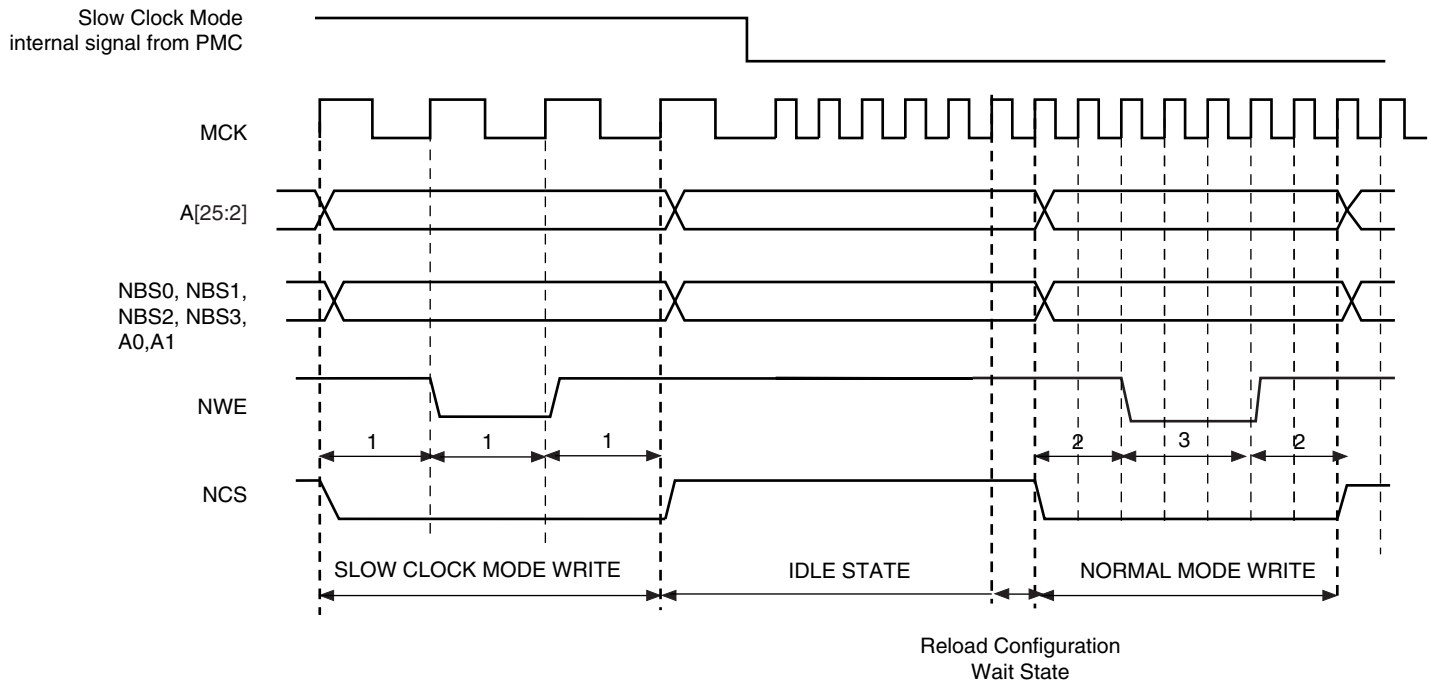 Slow Clock Mode
internal signal from PMC
MCK
A[25:2]
NBS0, NBS1,
NBS2, NBS3,
A0,A1
NWE
1 1 1 2 3 2
NCS
SLOW CLOCK MODE WRITE IDLE STATE NORMAL MODE WRITE
Reload Configuration
Wait State